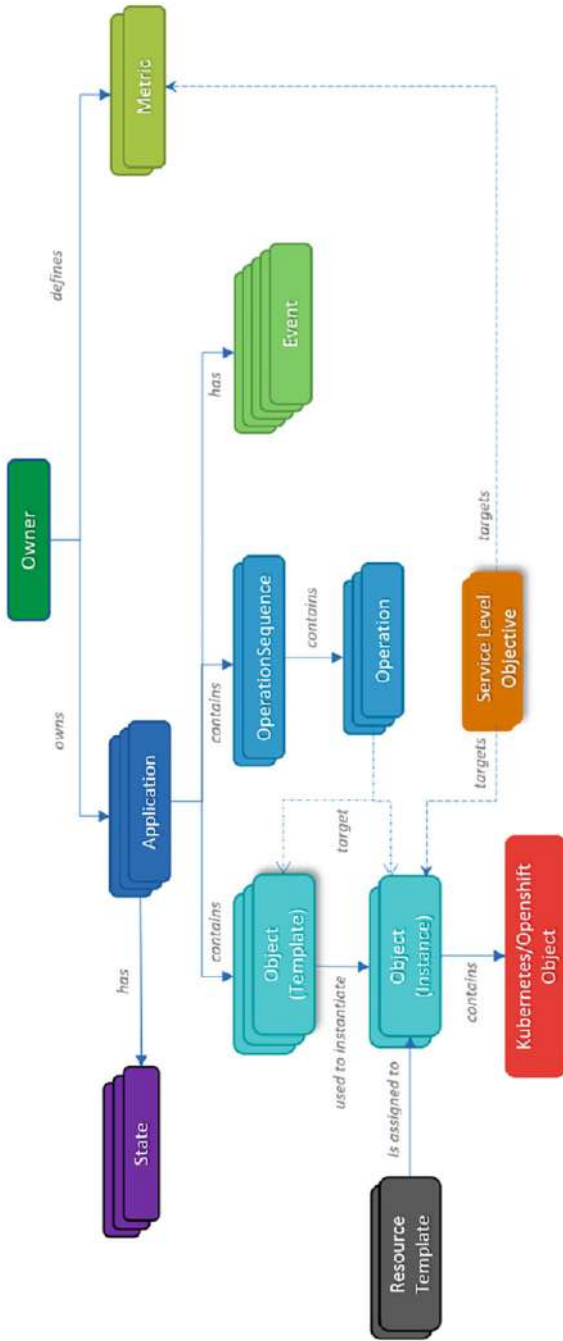 Owner
owns
defines
Metric
Application
has
State
contains
contains
has
Object
(Template)
OperationSequence
Event
contains
used to instantiate
target
Operation
Is assigned to
Resource
Template
Object
(Instance)
targets
Service Level
Objective
targets
contains
Kubernetes/Openshift
Object